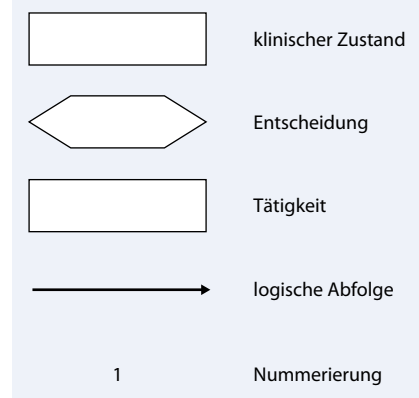 klinischer Zustand
Entscheidung
Tätigkeit
logische Abfolge
1 Nummerierung